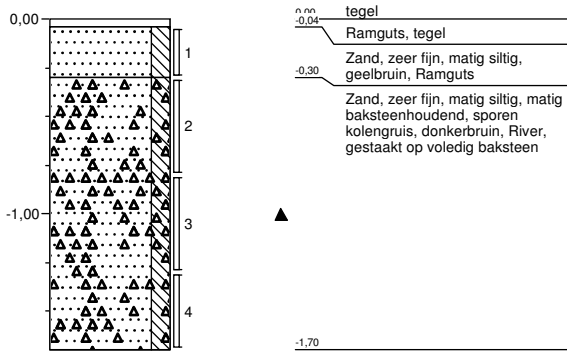 0,00
-1,00
1
2
3
4
0,00
tegel
-0,04
Ramguts, tegel
Zand, zeer fijn, matig siltig,
geelbruin, Ramguts
-0,30
Zand, zeer fijn, matig siltig, matig
baksteenhoudend, sporen
kolengruis, donkerbruin, River,
gestaakt op voledig baksteen
-1,70